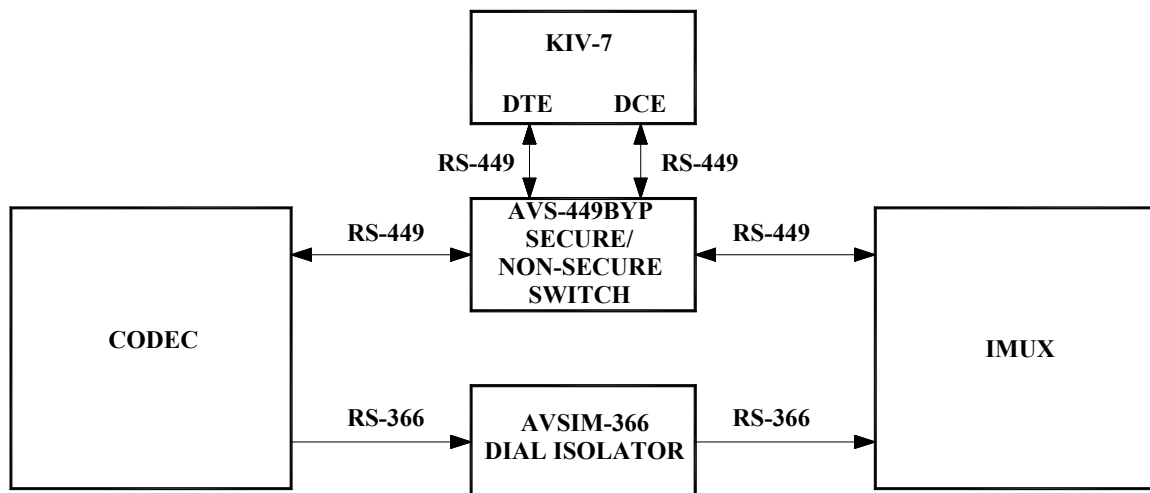 KIV-7
DTE DCE
RS-449 RS-449
AVS-449BYP
SECURE/
NON-SECURE
SWITCH
RS-449 RS-449
CODEC
IMUX
RS-366 RS-366
AVSIM-366
DIAL ISOLATOR